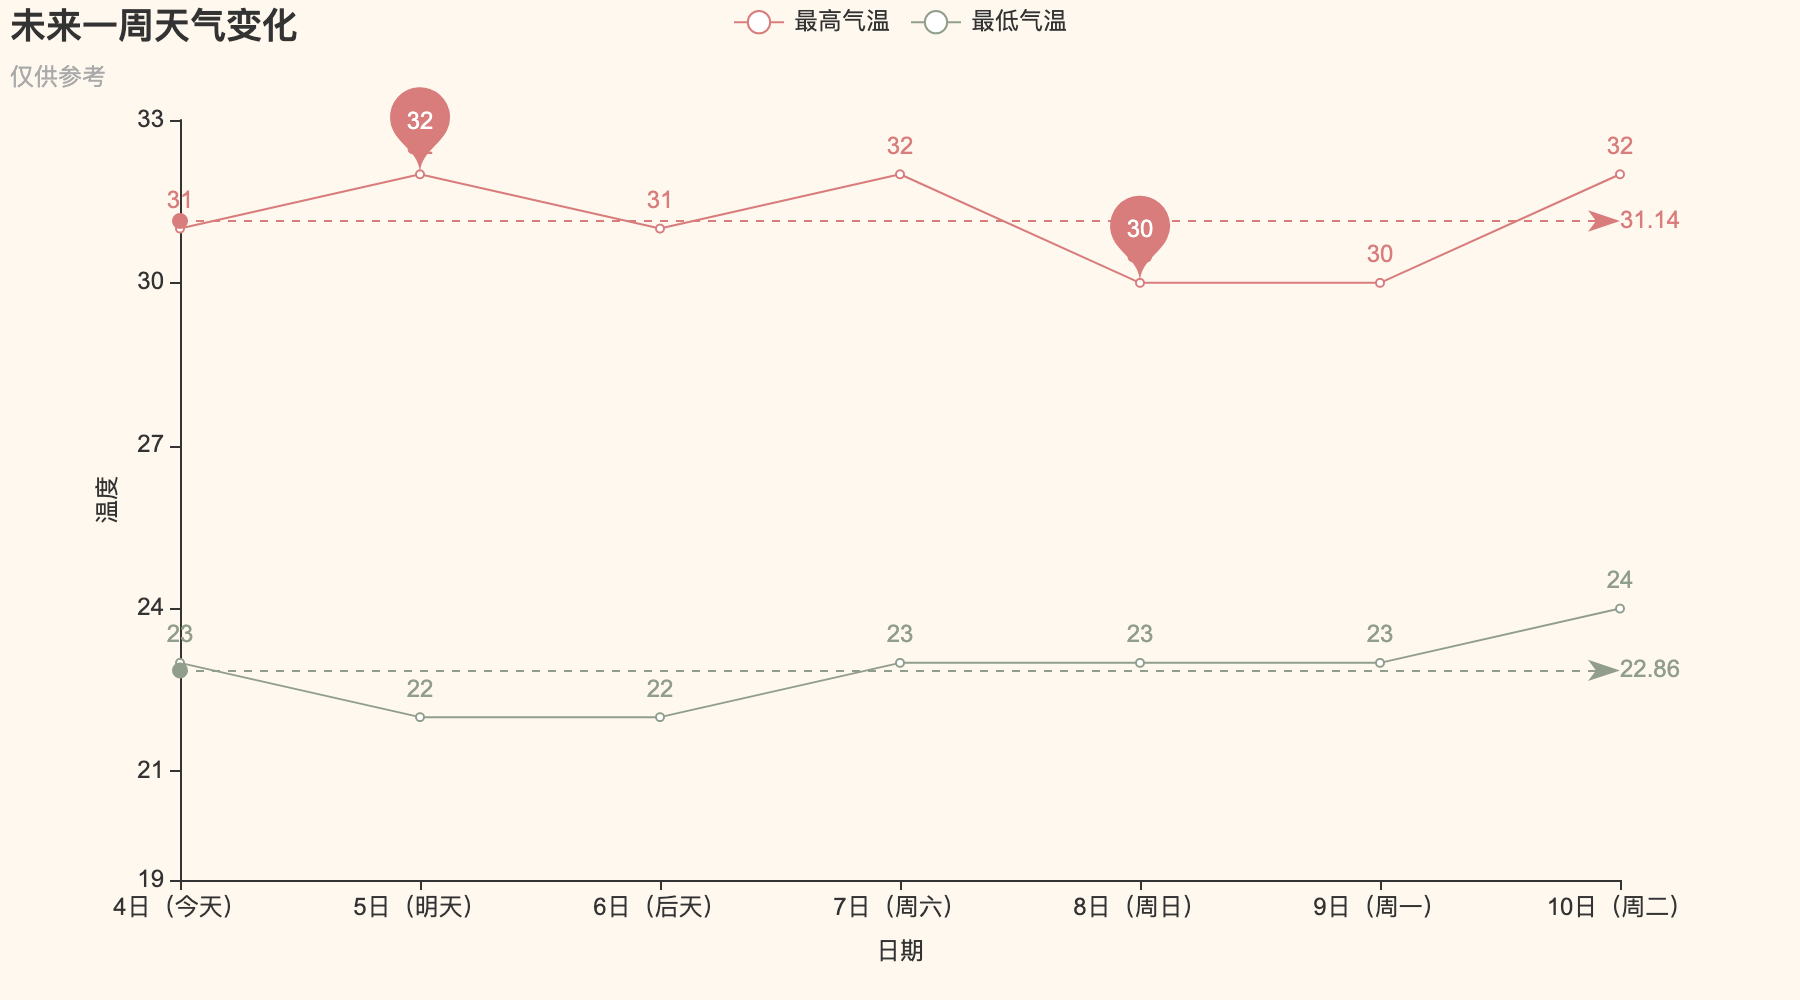 未来一周天气变化
仅供参考
最高气温
最低气温
33
30
27
24
21
19
温度
31
32
31
32
30
30
32
31.14
23
22
22
23
23
23
24
22.86
4日（今天）
5日（明天）
6日（后天）
7日（周六）
8日（周日）
9日（周一）
10日（周二）
日期